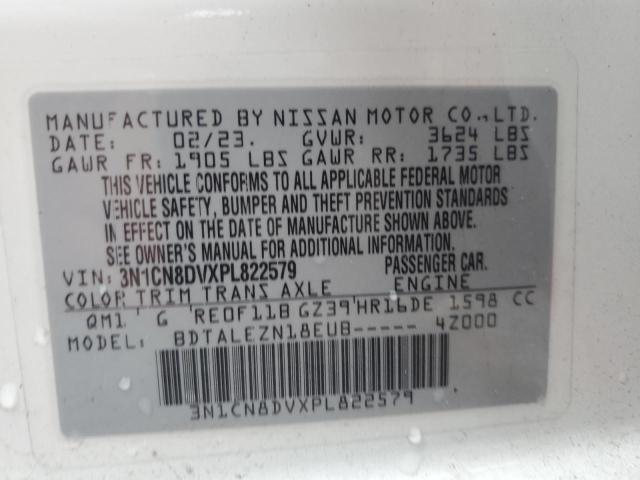 MANUFACTURED BY NISSAN MOTOR CO., LTD.
DATE: 02/23. GVWR: 3624 LBS
GAWR FR: 1905 LBS GAWR RR: 1735 LBS
THIS VEHICLE CONFORMS TO ALL APPLICABLE FEDERAL MOTOR
VEHICLE SAFETY, BUMPER AND THEFT PREVENTION STANDARDS
IN EFFECT ON THE DATE OF MANUFACTURE SHOWN ABOVE.
SEE OWNER'S MANUAL FOR ADDITIONAL INFORMATION.
VIN: 3N1CN8DVXPL822579 PASSENGER CAR.
COLOR TRIM TRANS AXLE ENGINE
QM1 G RE0F11B GZ39 HR16DE 1598 CC
MODEL: BDTALEZN18EUB----- 4Z000
3N1CN8DVXPL822579